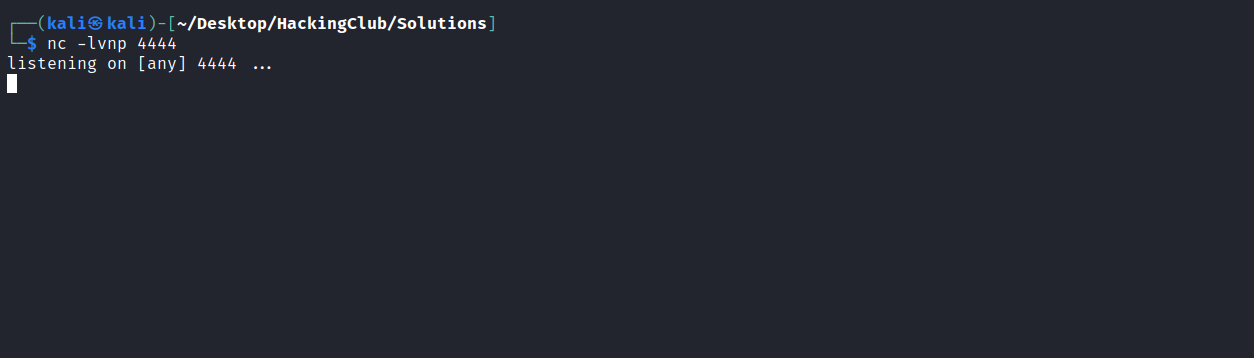 ┌──(kali㉿kali)-[~/Desktop/HackingClub/Solutions]
└─$ nc -lvnp 4444
listening on [any] 4444 ...